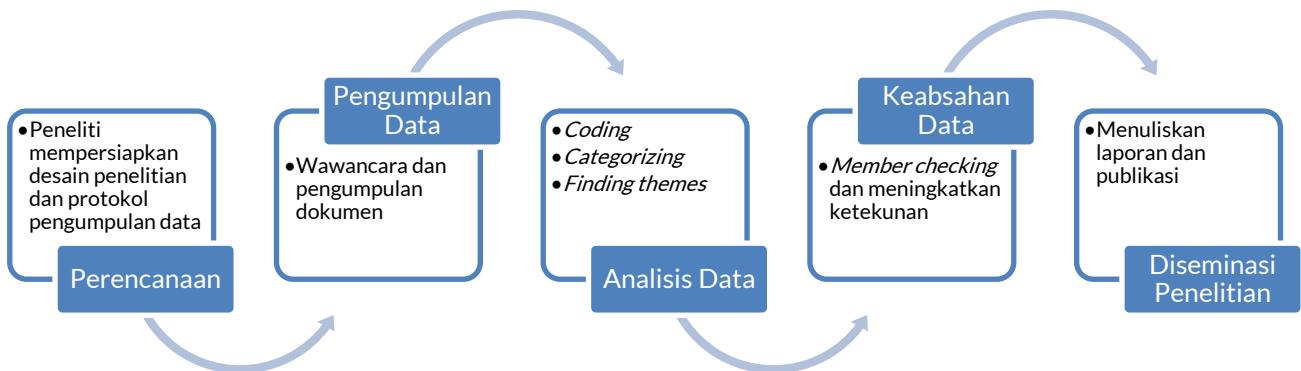 •Peneliti
mempersiapkan
desain penelitian
dan protokol
pengumpulan data
Perencanaan
Pengumpulan
Data
•Wawancara dan
pengumpulan
dokumen
•Coding
•Categorizing
•Finding themes
Analisis Data
Keabsahan
Data
•Member checking
dan meningkatkan
ketekunan
•Menuliskan
laporan dan
publikasi
Diseminasi
Penelitian